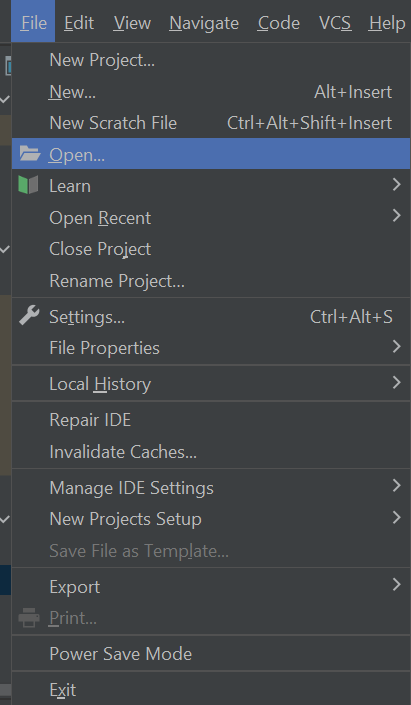 File Edit View Navigate Code VCS Help
New Project...
New... Alt+Insert
New Scratch File Ctrl+Alt+Shift+Insert
Open...
Learn
Open Recent
Close Project
Rename Project...
Settings... Ctrl+Alt+S
File Properties
Local History
Repair IDE
Invalidate Caches...
Manage IDE Settings
New Projects Setup
Save File as Template...
Export
Print...
Power Save Mode
Exit